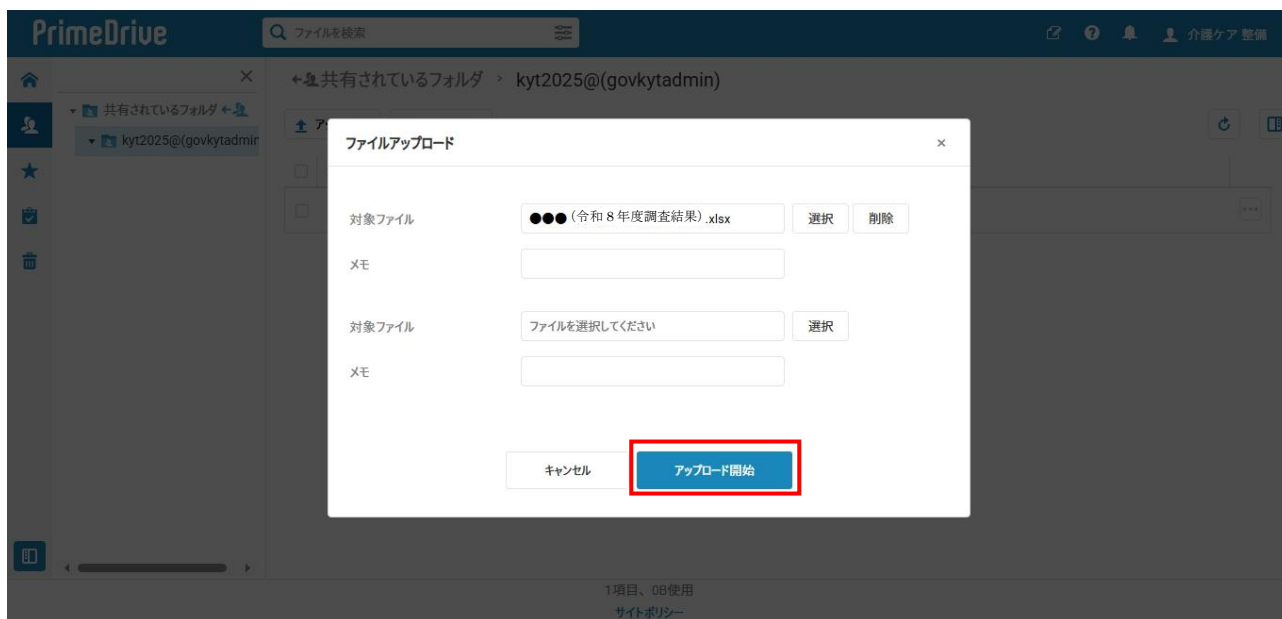 PrimeDrive
ファイルを検索
介護ケア 整備
共有されているフォルダ > kyt2025@(govkytadmin)
共有されているフォルダ
kyt2025@(govkytadmin
ファイルアップロード
対象ファイル
●●●(令和8年度調査結果).xlsx
選択
削除
メモ
対象ファイル
ファイルを選択してください
選択
メモ
キャンセル
アップロード開始
1項目、0B使用
サイトポリシー